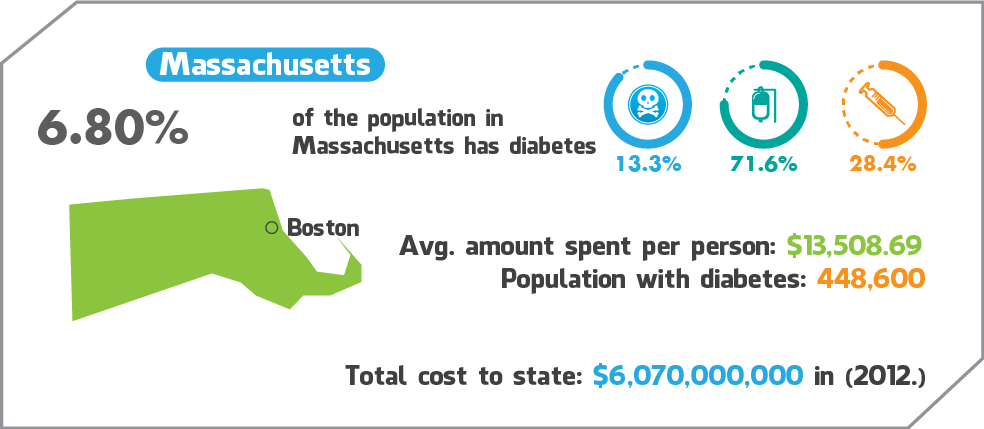 Massachusetts
6.80%
of the population in
Massachusetts has diabetes
13.3%
71.6%
28.4%
Boston
Avg. amount spent per person: $13,508.69
Population with diabetes: 448,600
Total cost to state: $6,070,000,000 in (2012.)